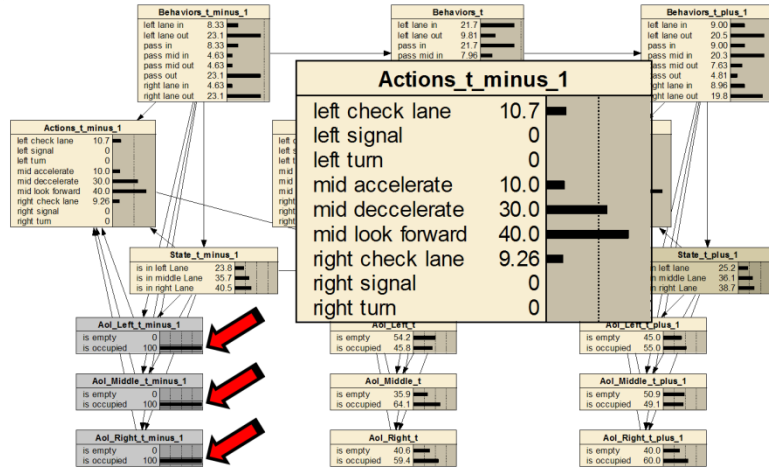 Behaviors_t_minus_1
left lane in 8.33
left lane out 23.1
pass in 8.33
pass mid in 4.63
pass mid out 4.63
pass out 23.1
right lane in 4.63
right lane out 23.1
Behaviors_t
left lane in 21.7
left lane out 9.81
pass in 21.7
pass mid in 7.96
Behaviors_t_plus_1
left lane in 9.00
left lane out 20.5
pass in 9.00
pass mid in 20.3
pass mid out 7.63
pass out 4.81
right lane in 8.96
right lane out 19.8
Actions_t_minus_1
left check lane 10.7
left signal 0
left turn 0
mid accelerate 10.0
mid deccelerate 30.0
mid look forward 40.0
right check lane 9.26
right signal 0
right turn 0
Actions_t_minus_1
left check lane 10.7
left signal 0
left turn 0
mid accelerate 10.0
mid deccelerate 30.0
mid look forward 40.0
right check lane 9.26
right signal 0
right turn 0
State_t_minus_1
is in left Lane 23.8
is in middle Lane 35.7
is in right Lane 40.5
State_t_plus_1
in left lane 25.2
in middle Lane 36.1
in right Lane 38.7
AoI_Left_t_minus_1
is empty 0
is occupied 100
AoI_Left_t
is empty 54.2
is occupied 45.8
AoI_Left_t_plus_1
is empty 45.0
is occupied 55.0
AoI_Middle_t_minus_1
is empty 0
is occupied 100
AoI_Middle_t
is empty 35.9
is occupied 64.1
AoI_Middle_t_plus_1
is empty 50.9
is occupied 49.1
AoI_Right_t_minus_1
is empty 0
is occupied 100
AoI_Right_t
is empty 40.6
is occupied 59.4
AoI_Right_t_plus_1
is empty 40.0
is occupied 60.0